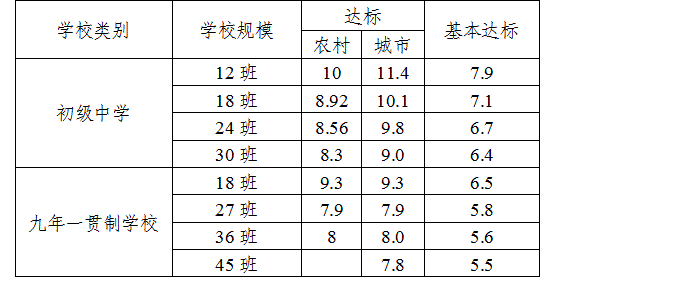 学校类别 学校规模 达标 基本达标
农村 城市
初级中学 12 班 10 11.4 7.9
18 班 8.92 10.1 7.1
24 班 8.56 9.8 6.7
30 班 8.3 9.0 6.4
九年一贯制学校 18 班 9.3 9.3 6.5
27 班 7.9 7.9 5.8
36 班 8 8.0 5.6
45 班 7.8 5.5